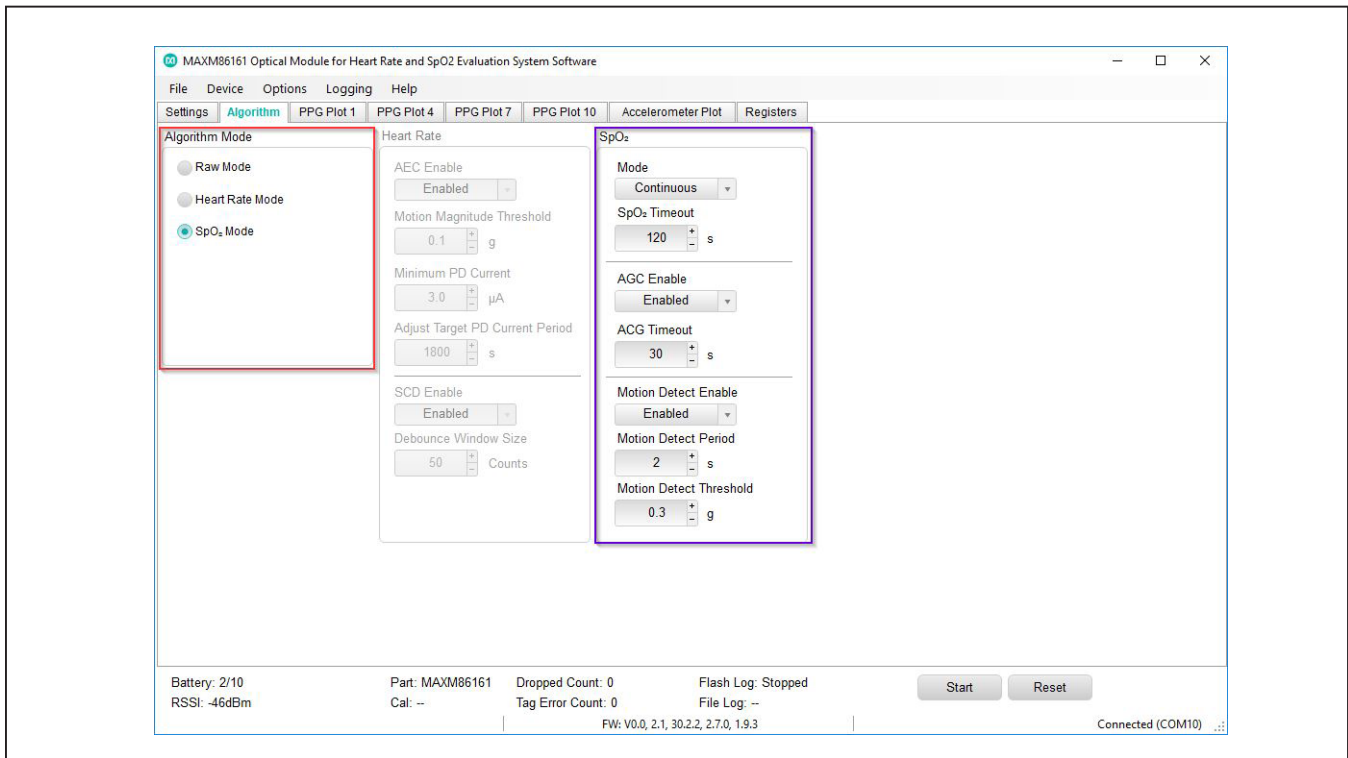 MAXM86161 Optical Module for Heart Rate and SpO2 Evaluation System Software
File Device Options Logging Help
Settings Algorithm PPG Plot 1 PPG Plot 4 PPG Plot 7 PPG Plot 10 Accelerometer Plot Registers
Algorithm Mode
Raw Mode
Heart Rate Mode
SpO₂ Mode
Heart Rate
AEC Enable
Enabled
Motion Magnitude Threshold
0.1 g
Minimum PD Current
3.0 µA
Adjust Target PD Current Period
1800 s
SCD Enable
Enabled
Debounce Window Size
50 Counts
SpO₂
Mode
Continuous
SpO₂ Timeout
120 s
AGC Enable
Enabled
ACG Timeout
30 s
Motion Detect Enable
Enabled
Motion Detect Period
2 s
Motion Detect Threshold
0.3 g
Battery: 2/10 Part: MAXM86161 Dropped Count: 0 Flash Log: Stopped
RSSI: -46dBm Cal: -- Tag Error Count: 0 File Log: --
Start Reset
FW: V0.0, 2.1, 30.2.2, 2.7.0, 1.9.3 Connected (COM10)